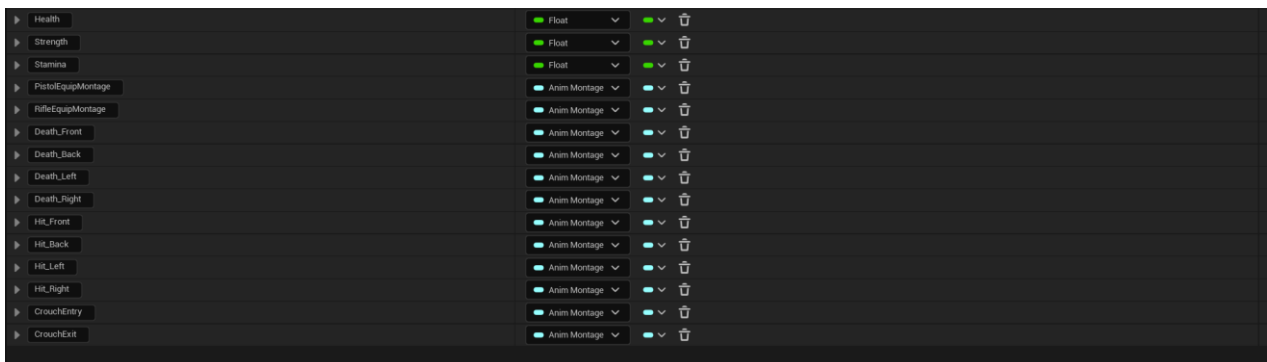 Health Float
Strength Float
Stamina Float
PistolEquipMontage Anim Montage
RifleEquipMontage Anim Montage
Death_Front Anim Montage
Death_Back Anim Montage
Death_Left Anim Montage
Death_Right Anim Montage
Hit_Front Anim Montage
Hit_Back Anim Montage
Hit_Left Anim Montage
Hit_Right Anim Montage
CrouchEntry Anim Montage
CrouchExit Anim Montage